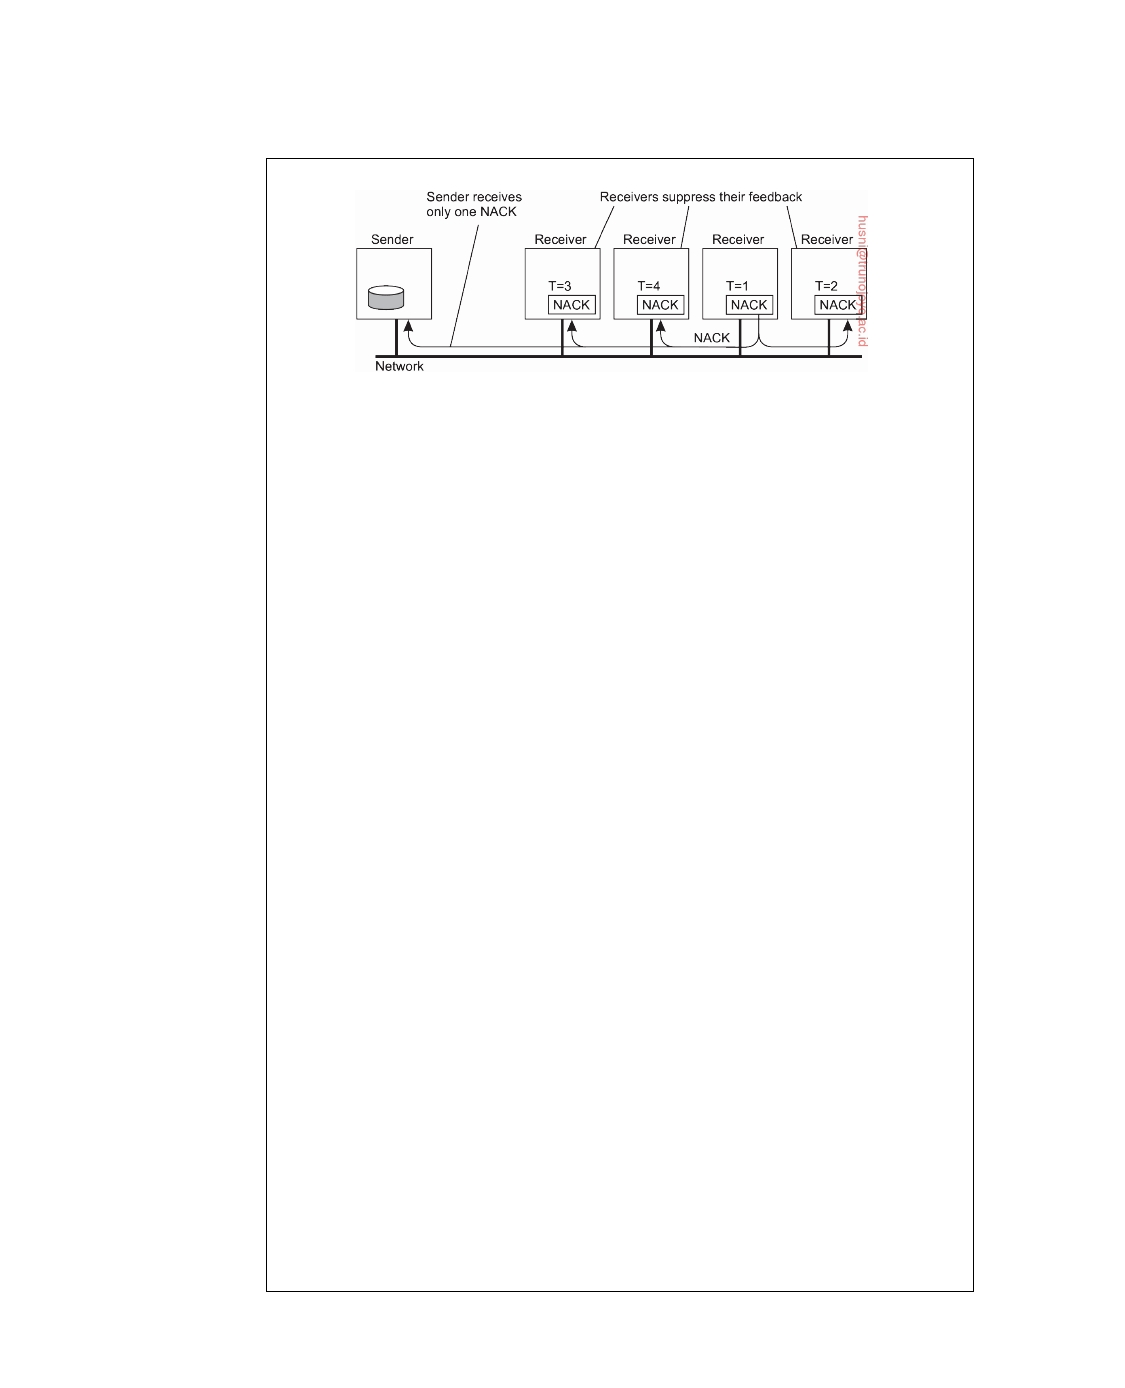 Sender receives
only one NACK
Receivers suppress their feedback
Sender
Receiver
Receiver
Receiver
Receiver
T=3
T=4
T=1
T=2
NACK
NACK
NACK
NACK
NACK
Network